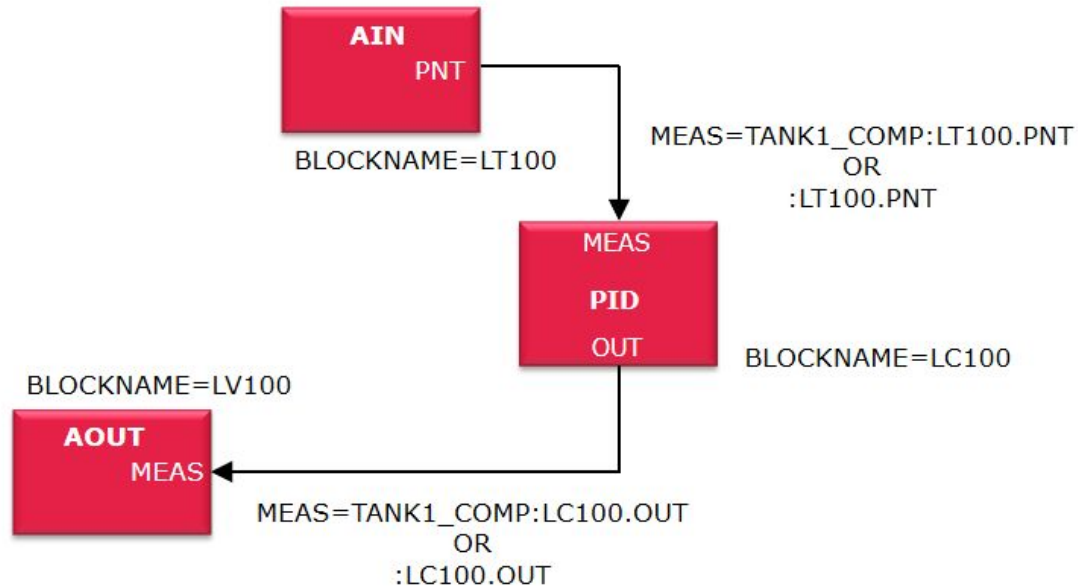 AIN
PNT
BLOCKNAME=LT100
MEAS=TANK1_COMP:LT100.PNT
OR
:LT100.PNT
MEAS
PID
OUT
BLOCKNAME=LC100
BLOCKNAME=LV100
AOUT
MEAS
MEAS=TANK1_COMP:LC100.OUT
OR
:LC100.OUT